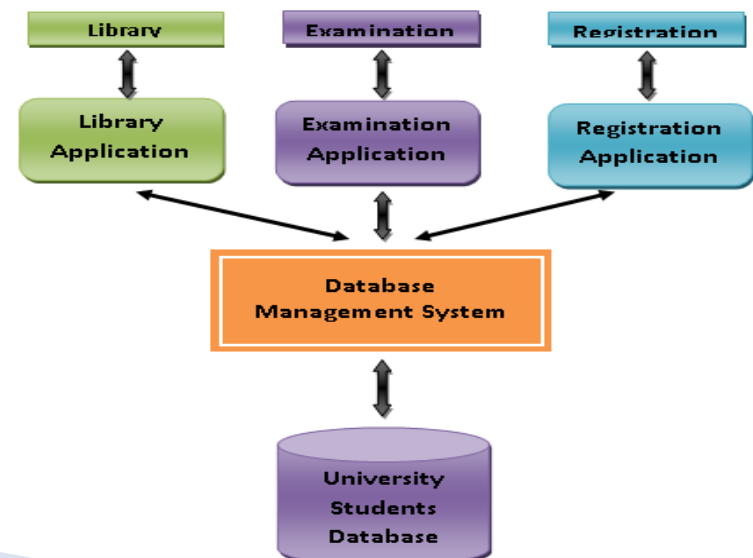 Library
Examination
Registration
Library
Application
Examination
Application
Registration
Application
Database
Management System
University
Students
Database